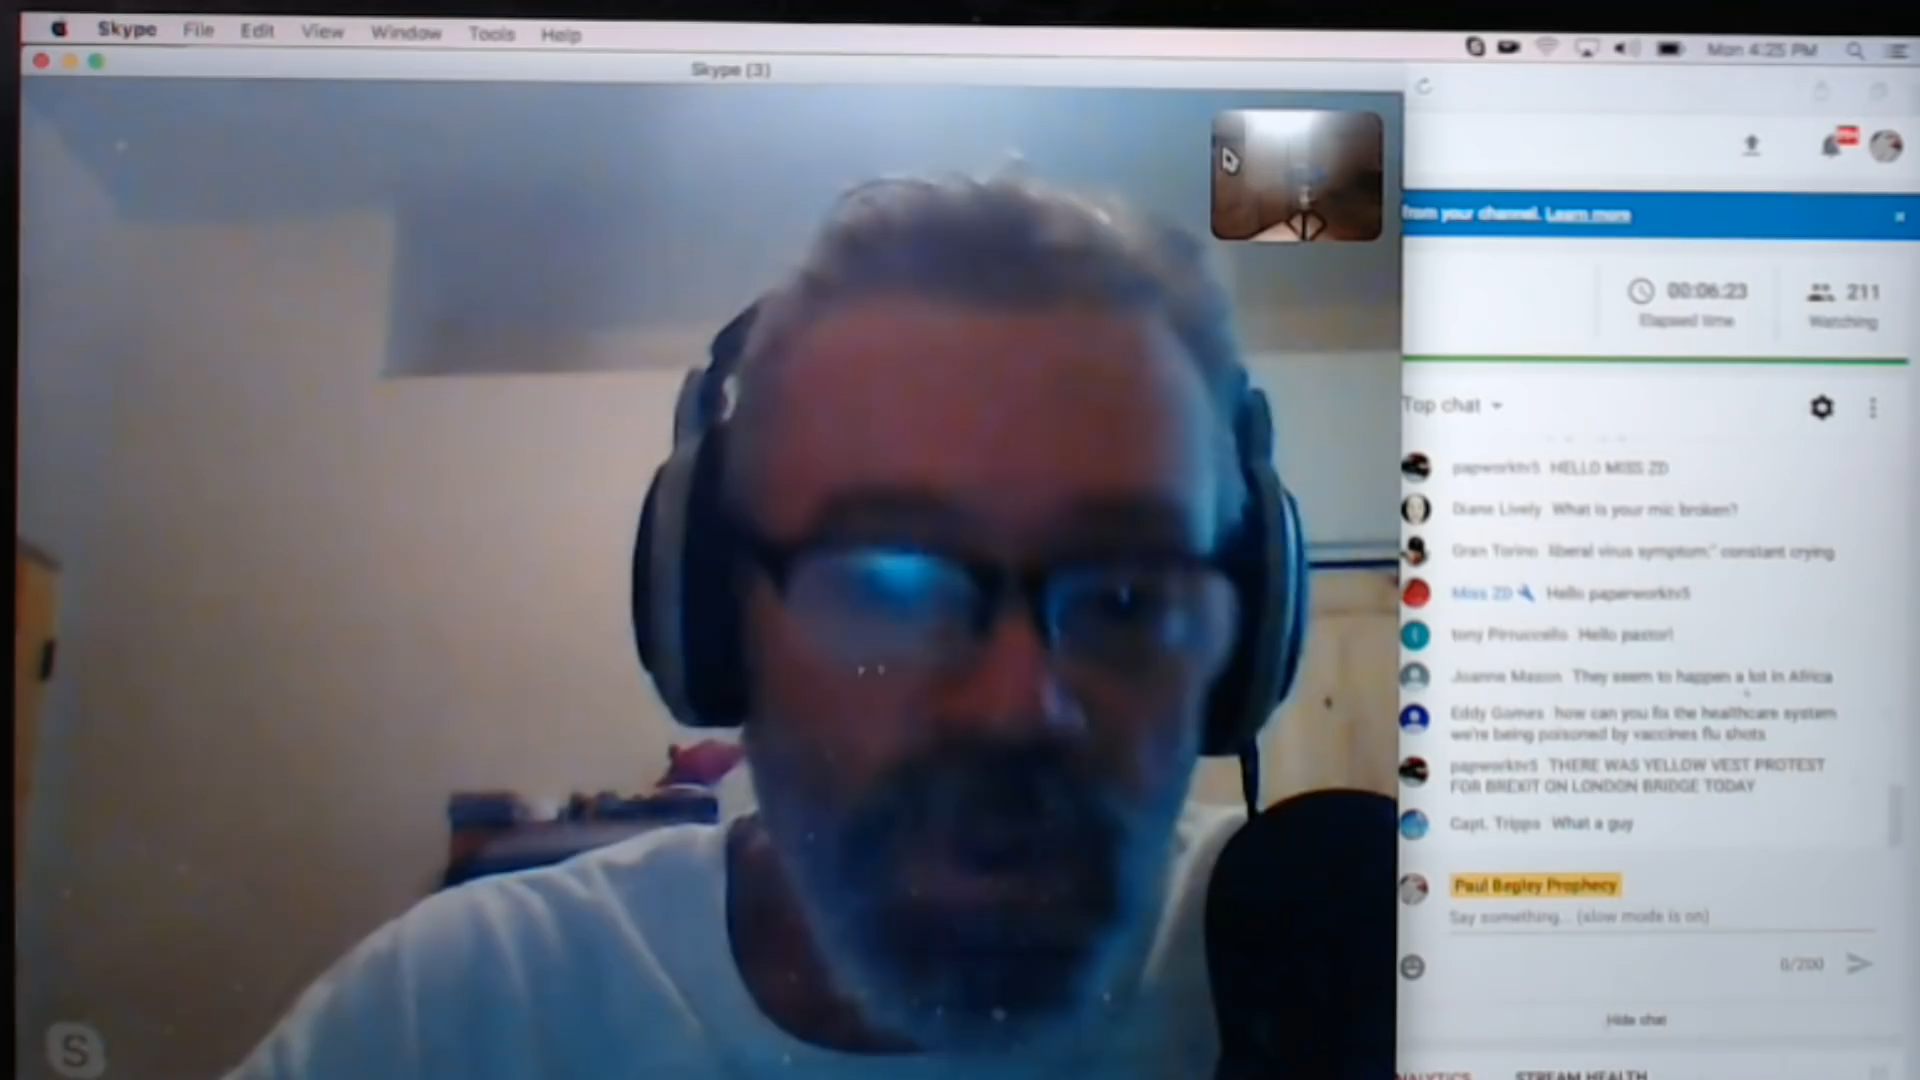 Skype File Edit View Window Tools Help
Mon 4:25 PM
Skype (3)
from your channel. Learn more
00:06:23
Elapsed time
211
Watching
Top chat
papworktv5 HELLO MISS ZD
Diane Lively What is your mic broken?
Gran Torino liberal virus symptom;" constant crying
Miss ZD Hello paperworktv5
tony Pirruccello Hello pastor!
Joanne Mason They seem to happen a lot in Africa
Eddy Gomes how can you fix the healthcare system
we're being poisoned by vaccines flu shots
papworktv5 THERE WAS YELLOW VEST PROTEST
FOR BREXIT ON LONDON BRIDGE TODAY
Capt. Tripps What a guy
Paul Begley Prophecy
Say something... (slow mode is on)
0/200
Hide chat
ANALYTICS STREAM HEALTH
S